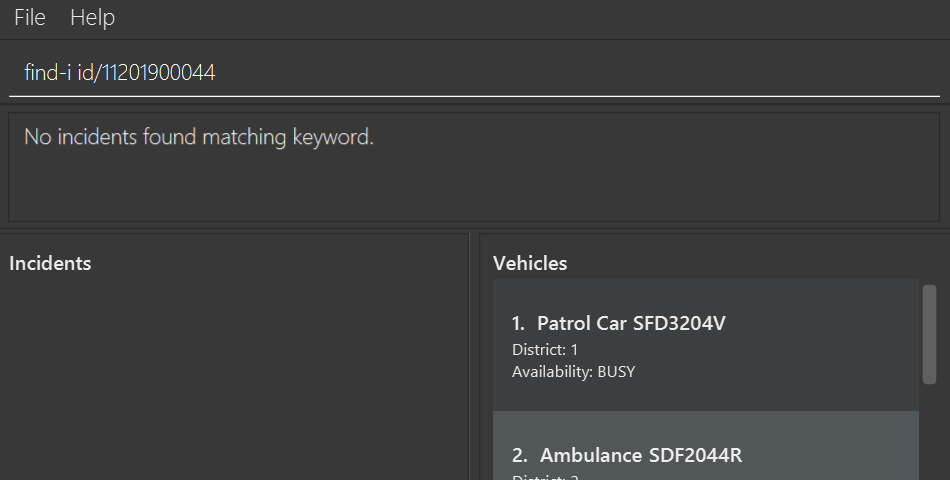 File Help
find-i id/11201900044
No incidents found matching keyword.
Incidents
Vehicles
1. Patrol Car SFD3204V
District: 1
Availability: BUSY
2. Ambulance SDF2044R